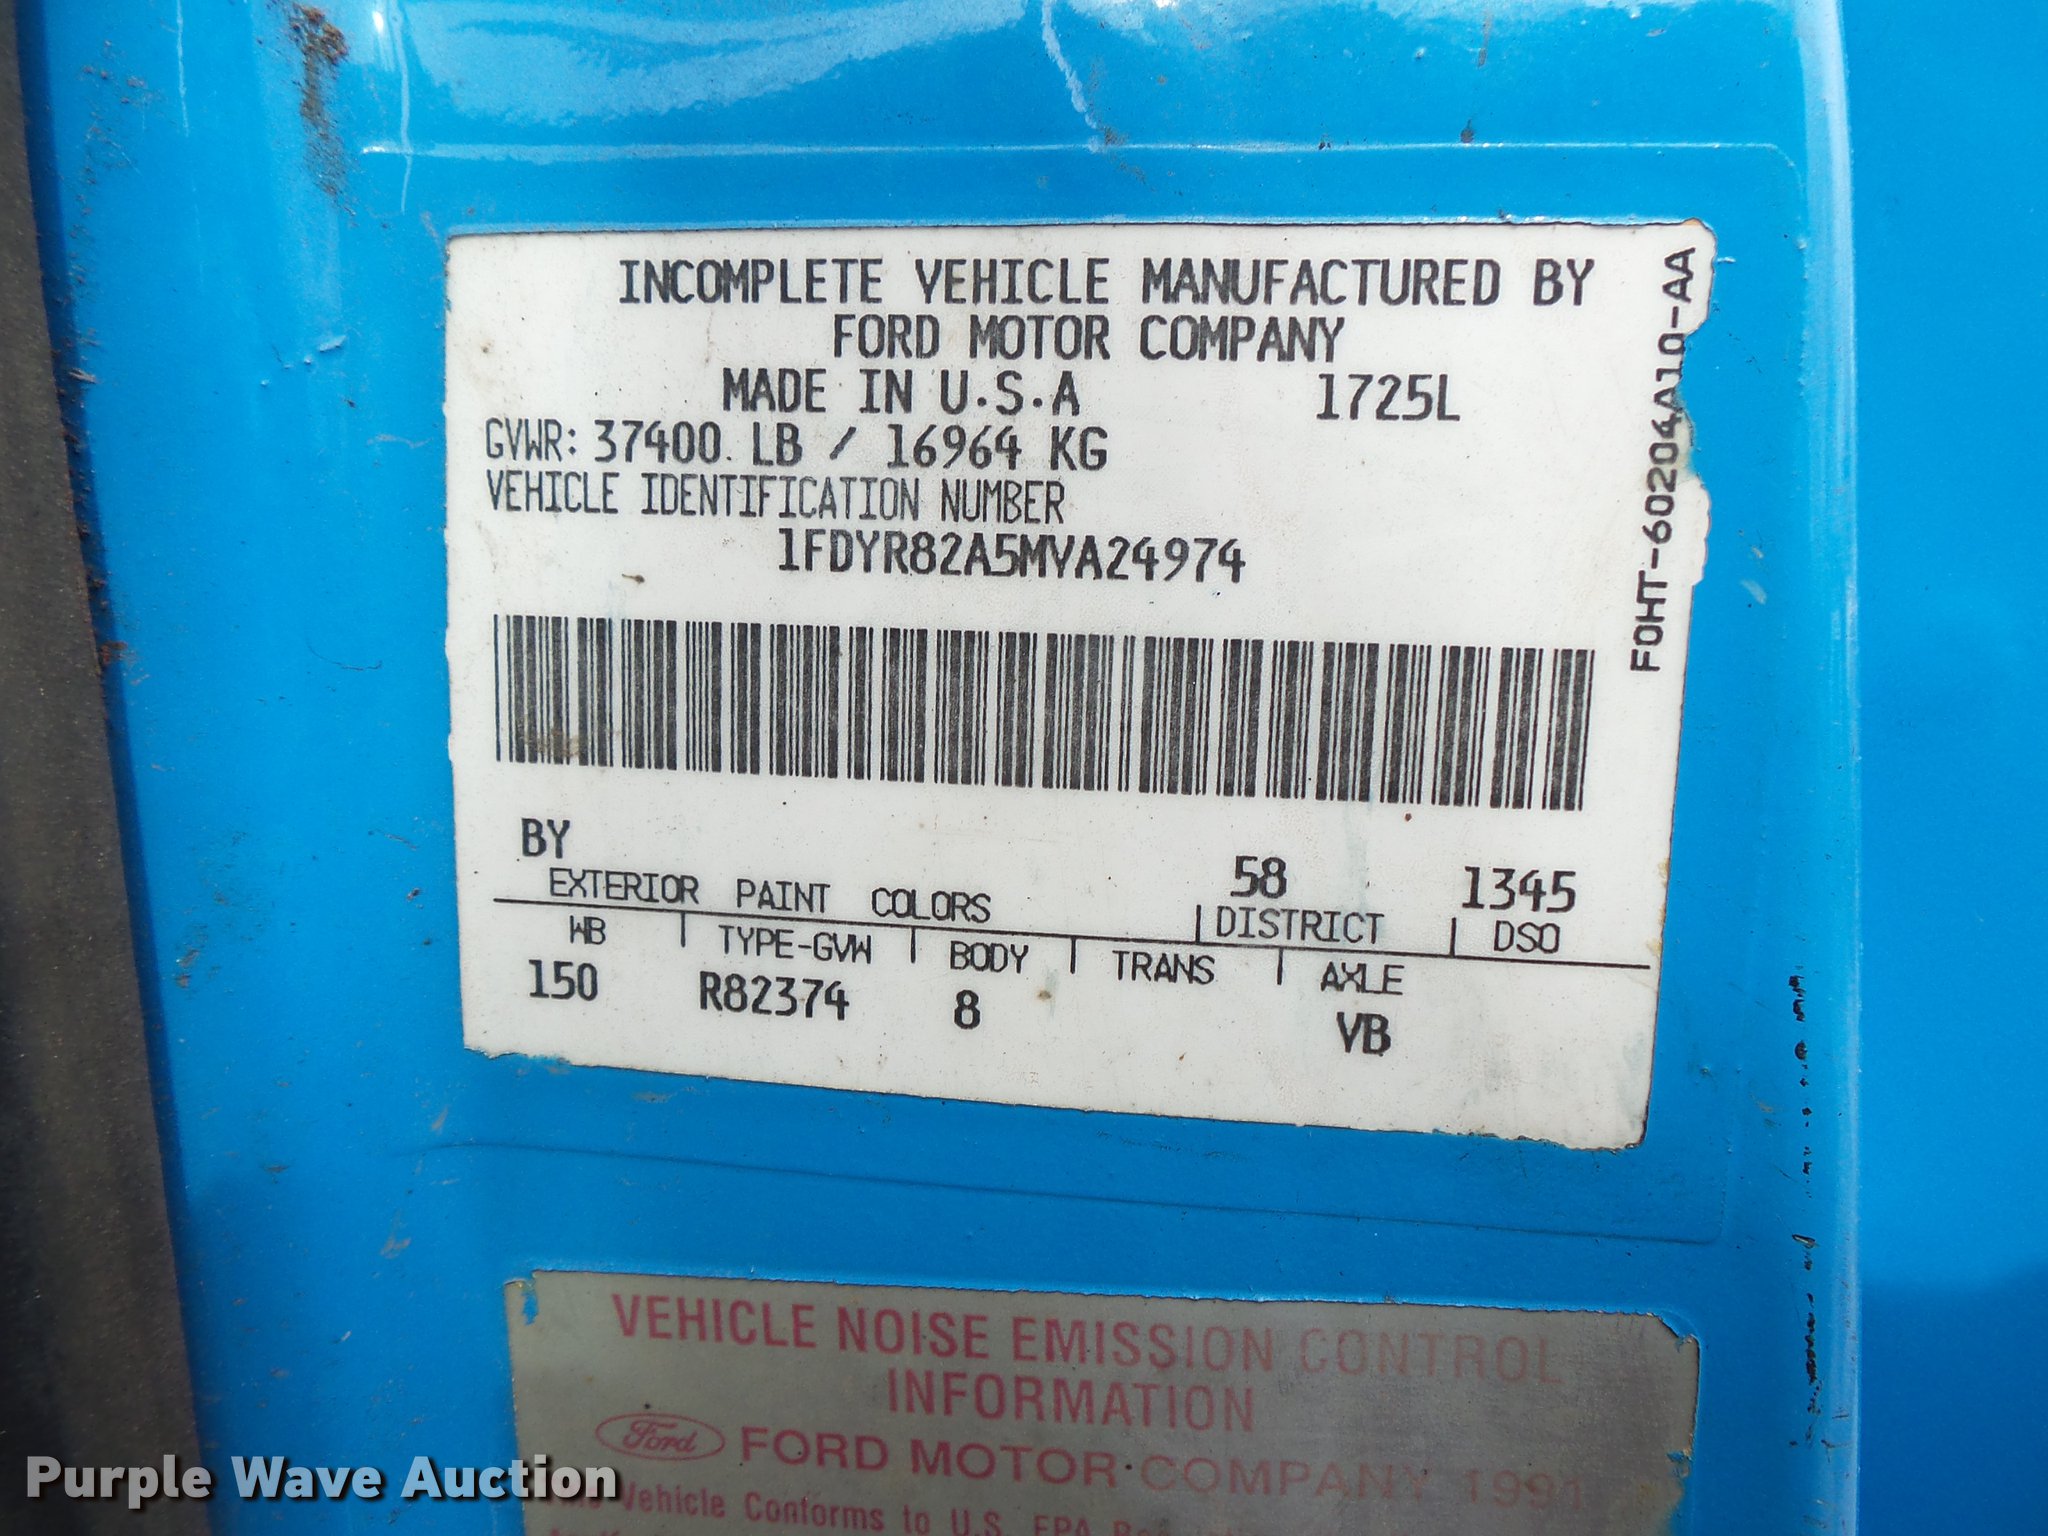 INCOMPLETE VEHICLE MANUFACTURED BY
FORD MOTOR COMPANY
MADE IN U.S.A 1725L
GVWR: 37400 LB / 16964 KG
VEHICLE IDENTIFICATION NUMBER
1FDYR82A5MVA24974
F0HT-60204A10-AA
BY 58 1345
EXTERIOR PAINT COLORS DISTRICT DSO
WB TYPE-GVW BODY TRANS AXLE
150 R82374 8 VB
VEHICLE NOISE EMISSION CONTROL
INFORMATION
Ford FORD MOTOR COMPANY 1991
Vehicle Conforms to U.S. EPA
Purple Wave Auction